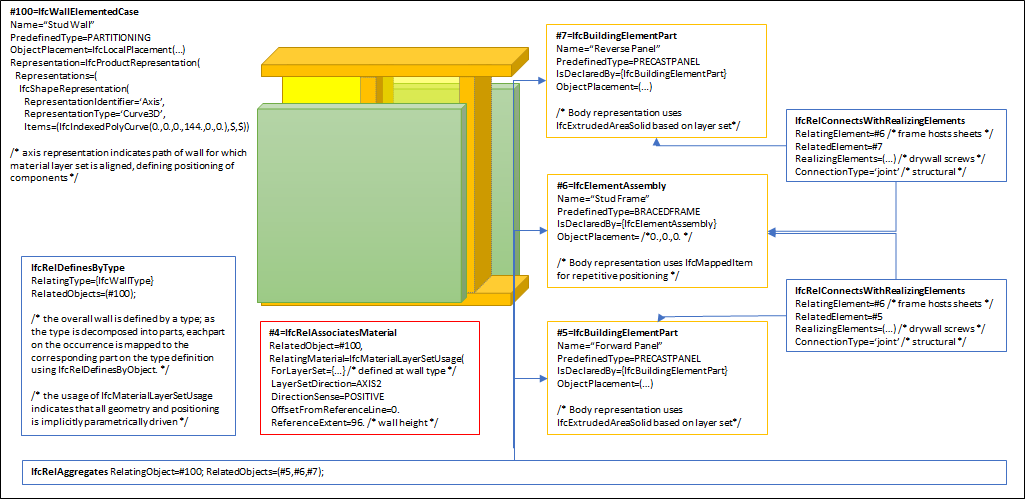 #100=IfcWallElementedCase
Name=“Stud Wall”
PredefinedType=PARTITIONING
ObjectPlacement=IfcLocalPlacement(...)
Representation=IfcProductRepresentation(
Representations=(
IfcShapeRepresentation(
RepresentationIdentifier=‘Axis’,
RepresentationType=‘Curve3D’,
Items=(IfcIndexedPolyCurve(0.,0.,0.,144.,0.,0.),$,$))
/* axis representation indicates path of wall for which
material layer set is aligned, defining positioning of
components */
IfcRelDefinesByType
RelatingType={IfcWallType}
RelatedObjects=(#100);
/* the overall wall is defined by a type; as
the type is decomposed into parts, eachpart
on the occurrence is mapped to the
corresponding part on the type definition
using IfcRelDefinesByObject. */
/* the usage of IfcMaterialLayerSetUsage
indicates that all geometry and positioning
is implicitly parametrically driven */
#4=IfcRelAssociatesMaterial
RelatedObject=#100,
RelatingMaterial=IfcMaterialLayerSetUsage(
ForLayerSet={...} /* defined at wall type */
LayerSetDirection=AXIS2
DirectionSense=POSITIVE
OffsetFromReferenceLine=0.
ReferenceExtent=96. /* wall height */
#7=IfcBuildingElementPart
Name=“Reverse Panel”
PredefinedType=PRECASTPANEL
IsDeclaredBy={IfcBuildingElementPart}
ObjectPlacement=(...)
/* Body representation uses
IfcExtrudedAreaSolid based on layer set*/
#6=IfcElementAssembly
Name=“Stud Frame”
PredefinedType=BRACEDFRAME
IsDeclaredBy={IfcElementAssembly}
ObjectPlacement= /*0.,0.,0. */
/* Body representation uses IfcMappedItem
for repetitive positioning */
#5=IfcBuildingElementPart
Name=“Forward Panel”
PredefinedType=PRECASTPANEL
IsDeclaredBy={IfcBuildingElementPart}
ObjectPlacement=(...)
/* Body representation uses
IfcExtrudedAreaSolid based on layer set*/
IfcRelConnectsWithRealizingElements
RelatingElement=#6 /* frame hosts sheets */
RelatedElement=#7
RealizingElements=(...) /* drywall screws */
ConnectionType=‘joint’ /* structural */
IfcRelConnectsWithRealizingElements
RelatingElement=#6 /* frame hosts sheets */
RelatedElement=#5
RealizingElements=(...) /* drywall screws */
ConnectionType=‘joint’ /* structural */
IfcRelAggregates RelatingObject=#100; RelatedObjects=(#5,#6,#7);